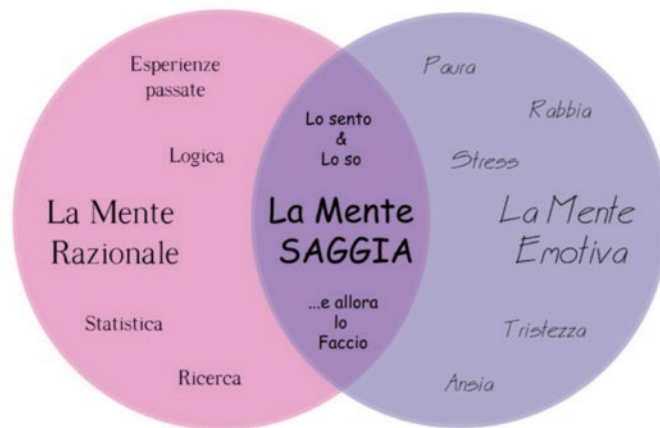 Esperienze
passate
Logica
La Mente
Razionale
Statistica
Ricerca
Lo sento
&
Lo so
La Mente
SAGGIA
...e allora
lo
Faccio
Paura
Rabbia
Stress
La Mente
Emotiva
Tristezza
Ansia